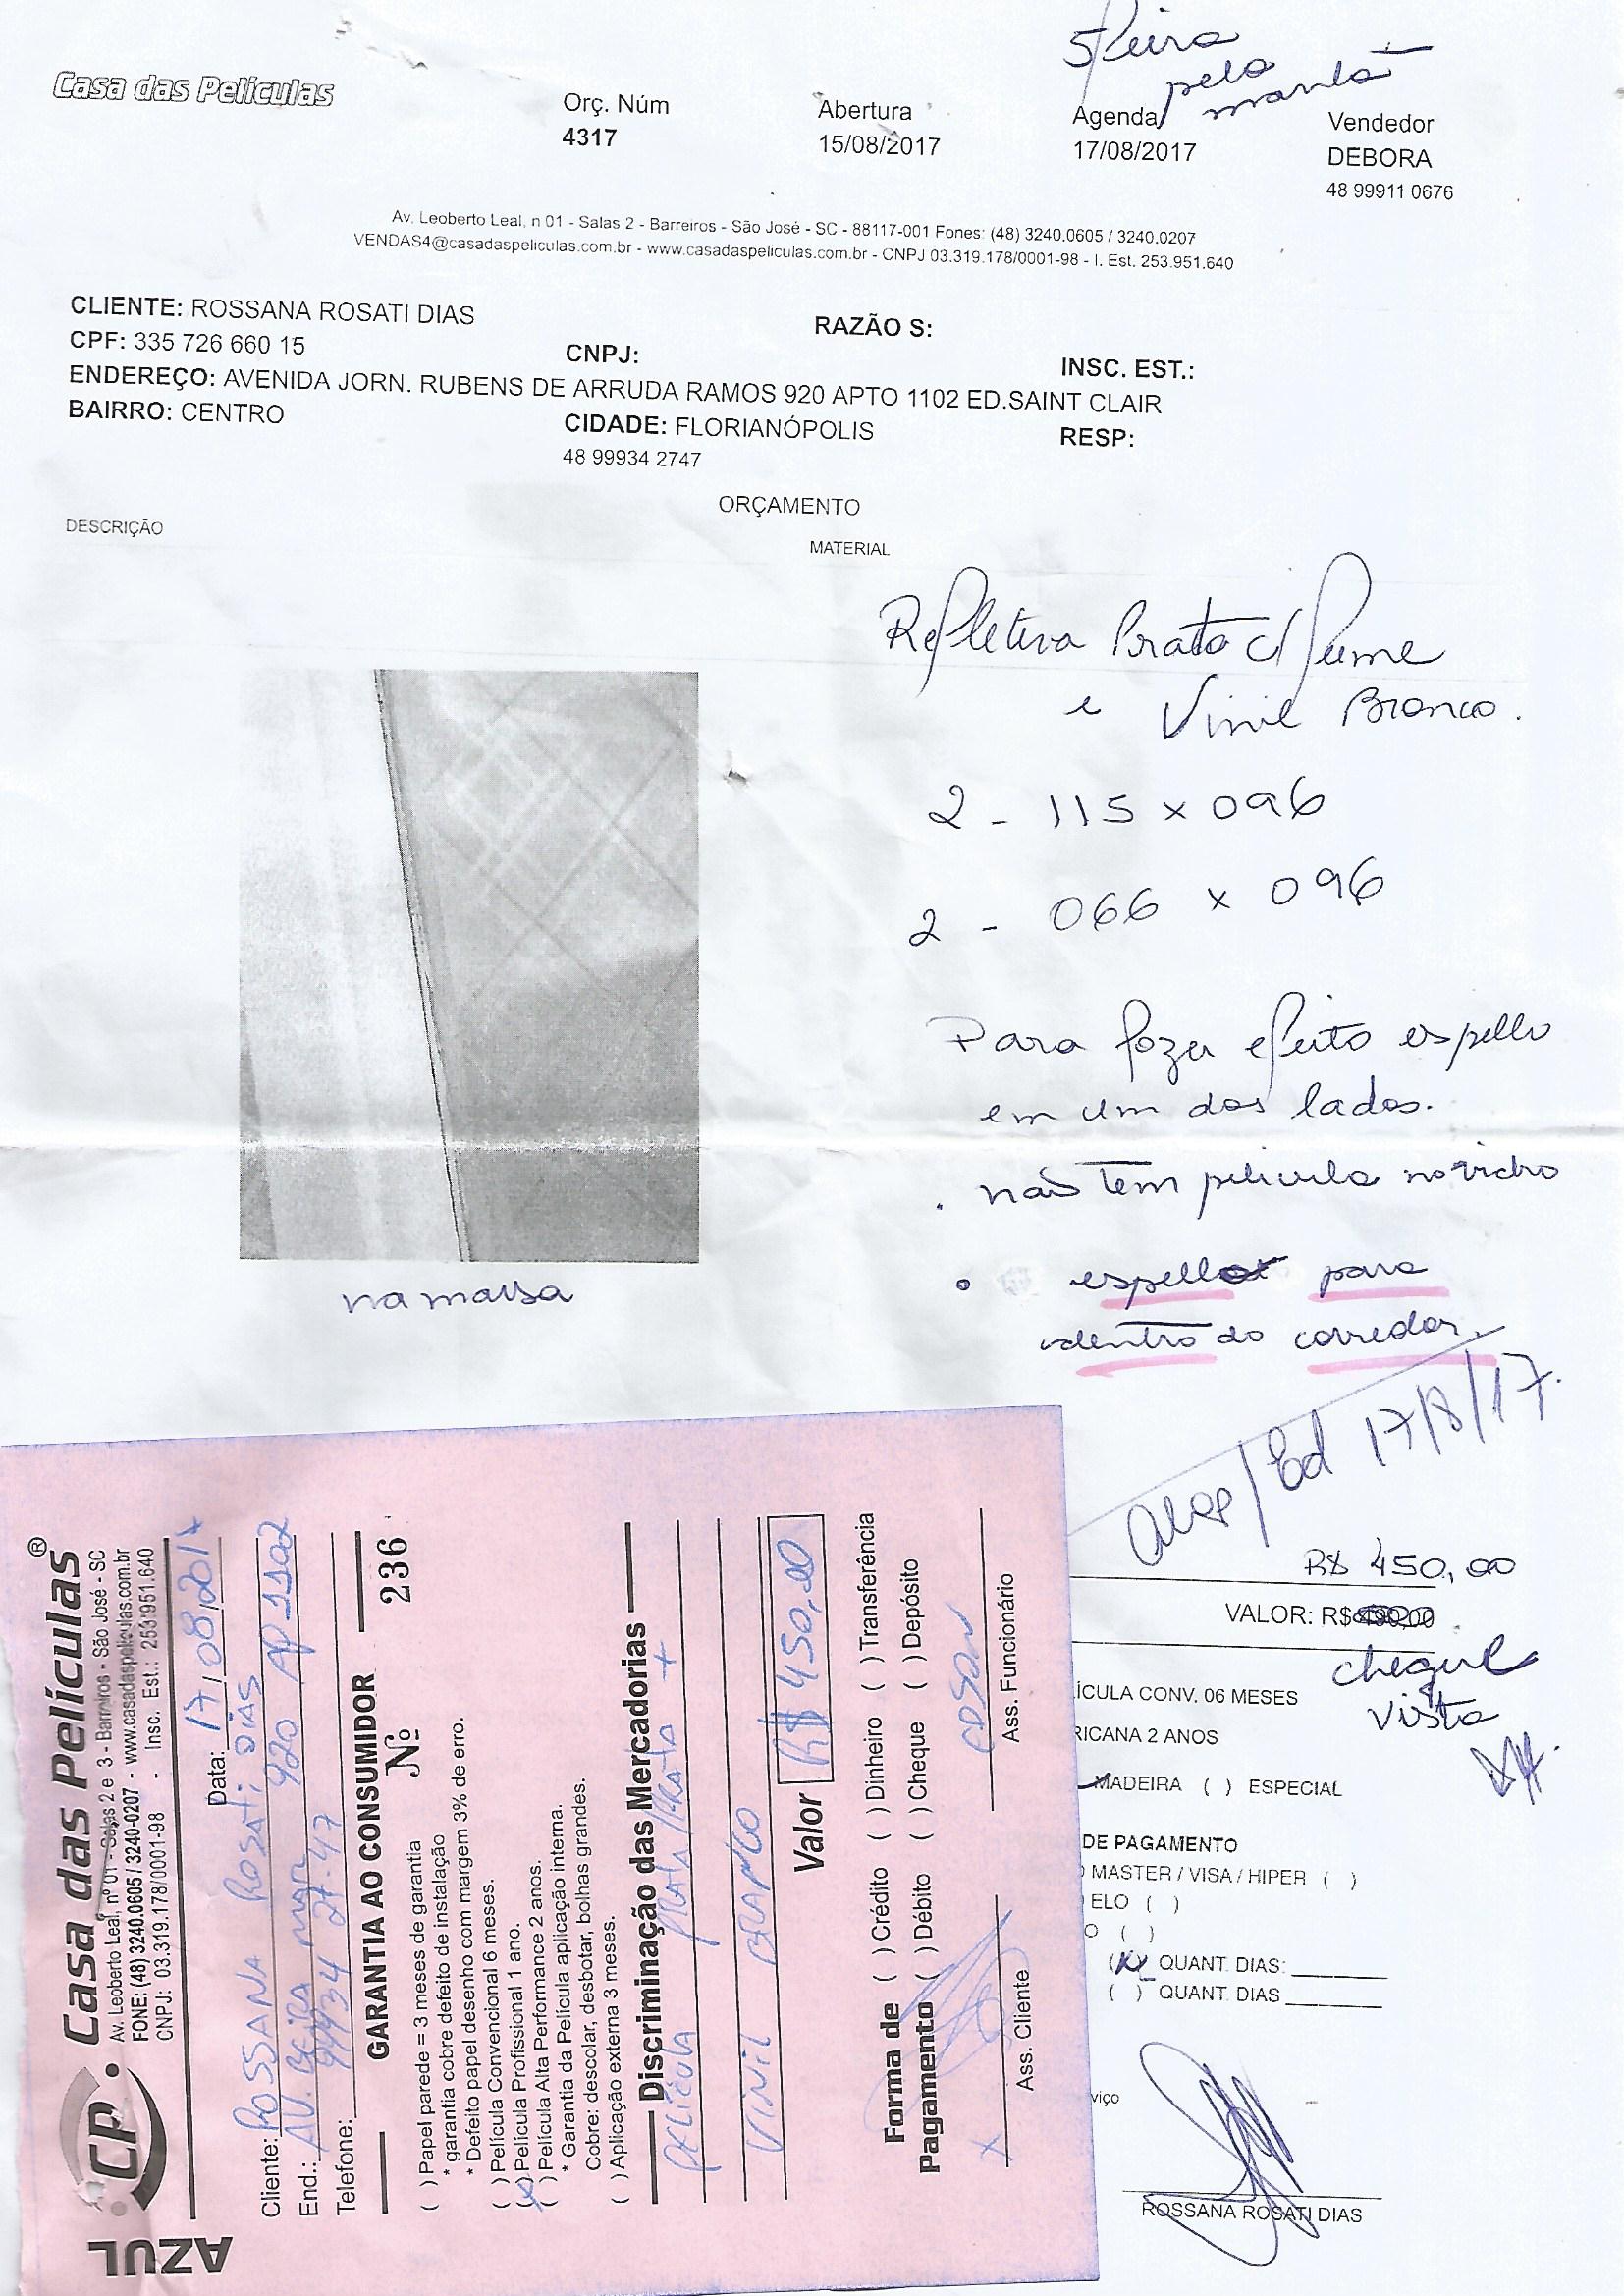 5ª feira
pela
manhã
Casa das Películas
Orç. Núm
4317
Abertura
15/08/2017
Agenda
17/08/2017
Vendedor
DEBORA
48 99911 0676
Av. Leoberto Leal, n 01 - Salas 2 - Barreiros - São José - SC - 88117-001 Fones: (48) 3240.0605 / 3240.0207
VENDAS4@casadaspeliculas.com.br - www.casadaspeliculas.com.br - CNPJ 03.319.178/0001-98 - I. Est. 253.951.640
CLIENTE: ROSSANA ROSATI DIAS
RAZÃO S:
CPF: 335 726 660 15
CNPJ:
INSC. EST.:
ENDEREÇO: AVENIDA JORN. RUBENS DE ARRUDA RAMOS 920 APTO 1102 ED.SAINT CLAIR
BAIRRO: CENTRO
CIDADE: FLORIANÓPOLIS
RESP:
48 99934 2747
ORÇAMENTO
DESCRIÇÃO
MATERIAL
Refletiva Prata c/ fume
e Vinil Branco.
2 - 115 x 096
2 - 066 x 096
Para fazer efeito espelho
em um dos lados.
. não tem pelicula no vidro
na massa
espelho para
dentro do corredor.
/Ed 17/8/17.
R$ 450,00
VALOR: R$
cheque
vista
ÍCULA CONV. 06 MESES
RICANA 2 ANOS
MADEIRA ( ) ESPECIAL
DE PAGAMENTO
MASTER / VISA / HIPER ( )
ELO ( )
O ( )
(X) QUANT. DIAS:
( ) QUANT. DIAS
viço
ROSSANA ROSATI DIAS
AZUL
CP. Casa das Películas®
Av. Leoberto Leal, nº 01 - Salas 2 e 3 - Barreiros - São José - SC
FONE: (48) 3240.0605 / 3240-0207 - www.casadaspeliculas.com.br
CNPJ: 03.319.178/0001-98 - Insc. Est.: 253.951.640
Data: 17/08/2017
Cliente: ROSSANA ROSATI DIAS
End.: AV. BEIRA MAR 920 AP 1102
Telefone: 99934 27-47
GARANTIA AO CONSUMIDOR
Nº 236
( ) Papel parede = 3 meses de garantia
* garantia cobre defeito de instalação
* Defeito papel desenho com margem 3% de erro.
( ) Película Convencional 6 meses.
(X) Película Profissional 1 ano.
( ) Película Alta Performance 2 anos.
* Garantia da Película aplicação interna.
Cobre: descolar, desbotar, bolhas grandes.
( ) Aplicação externa 3 meses.
Discriminação das Mercadorias
PELÍCULA PRATA/PRATA +
VINIL BRANCO
Valor R$ 450,00
Forma de Pagamento
( ) Crédito ( ) Dinheiro ( ) Transferência
( ) Débito ( ) Cheque ( ) Depósito
X
Ass. Cliente
Ass. Funcionário